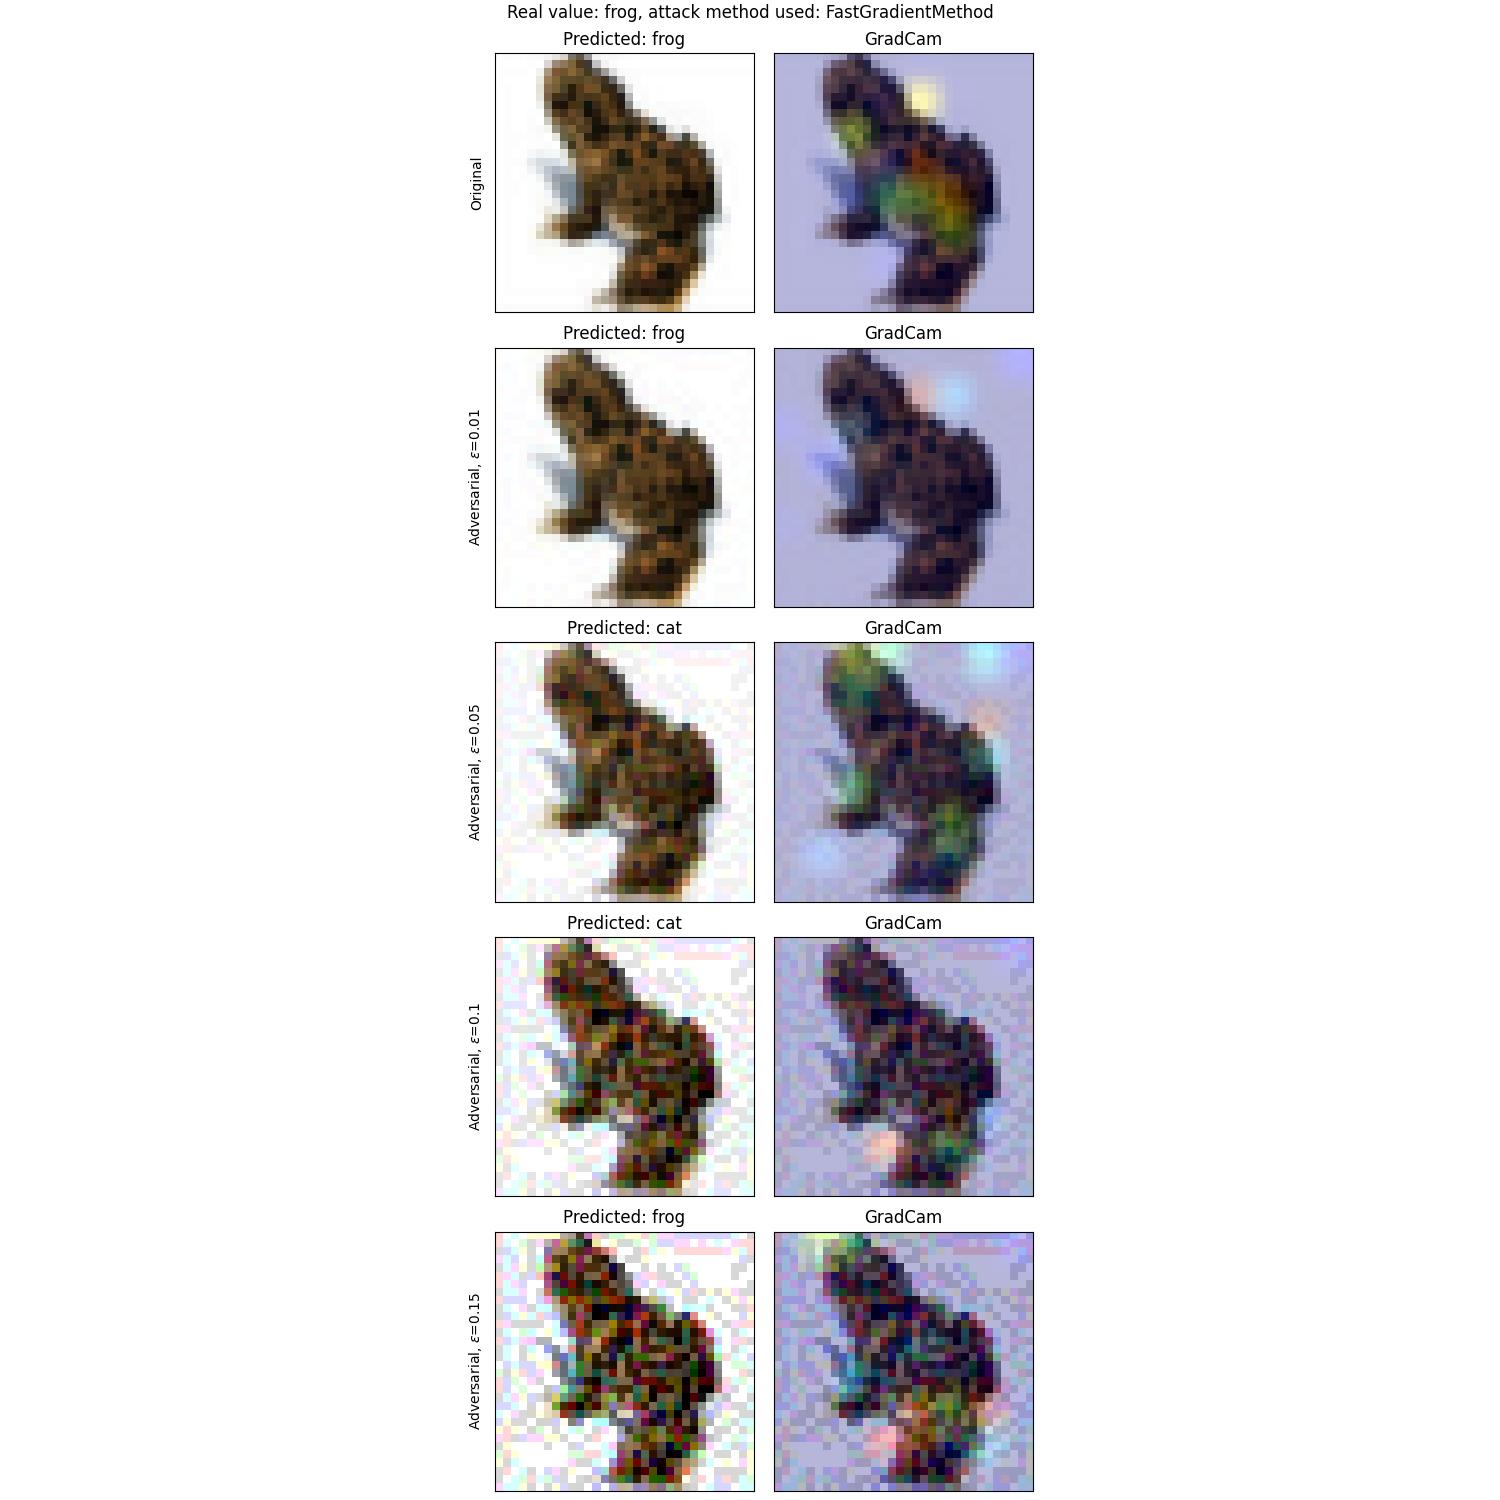 Real value: frog, attack method used: FastGradientMethod
Predicted: frog
GradCam
Original
Predicted: frog
GradCam
Adversarial, ε=0.01
Predicted: cat
GradCam
Adversarial, ε=0.05
Predicted: cat
GradCam
Adversarial, ε=0.1
Predicted: frog
GradCam
Adversarial, ε=0.15